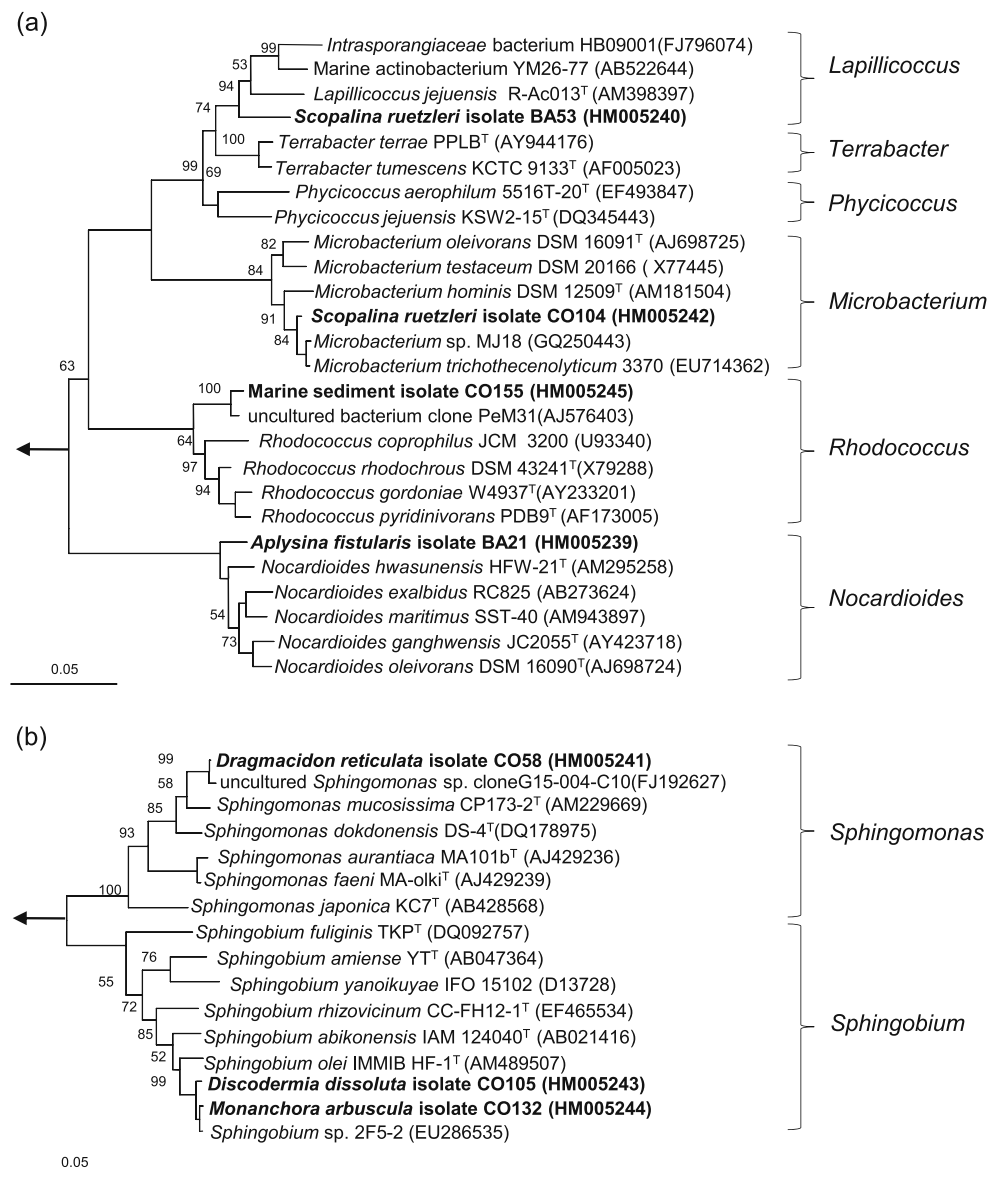 (a)
99
Intrasporangiaceae bacterium HB09001(FJ796074)
53
Marine actinobacterium YM26-77 (AB522644)
Lapillicoccus
94
Lapillicoccus jejuensis R-Ac013T (AM398397)
74
Scopalina ruetzleri isolate BA53 (HM005240)
100
Terrabacter terrae PPLBT (AY944176)
Terrabacter
99
69
Terrabacter tumescens KCTC 9133T (AF005023)
Phycicoccus aerophilum 5516T-20T (EF493847)
Phycicoccus
Phycicoccus jejuensis KSW2-15T (DQ345443)
82
Microbacterium oleivorans DSM 16091T (AJ698725)
84
Microbacterium testaceum DSM 20166 ( X77445)
Microbacterium hominis DSM 12509T (AM181504)
Microbacterium
91
Scopalina ruetzleri isolate CO104 (HM005242)
84
Microbacterium sp. MJ18 (GQ250443)
63
Microbacterium trichothecenolyticum 3370 (EU714362)
100
Marine sediment isolate CO155 (HM005245)
uncultured bacterium clone PeM31(AJ576403)
64
Rhodococcus coprophilus JCM 3200 (U93340)
Rhodococcus
97
Rhodococcus rhodochrous DSM 43241T(X79288)
94
Rhodococcus gordoniae W4937T(AY233201)
Rhodococcus pyridinivorans PDB9T (AF173005)
Aplysina fistularis isolate BA21 (HM005239)
Nocardioides hwasunensis HFW-21T (AM295258)
Nocardioides exalbidus RC825 (AB273624)
Nocardioides
54
Nocardioides maritimus SST-40 (AM943897)
73
Nocardioides ganghwensis JC2055T (AY423718)
Nocardioides oleivorans DSM 16090T(AJ698724)
0.05
(b)
99
Dragmacidon reticulata isolate CO58 (HM005241)
58
uncultured Sphingomonas sp. cloneG15-004-C10(FJ192627)
85
Sphingomonas mucosissima CP173-2T (AM229669)
93
Sphingomonas dokdonensis DS-4T(DQ178975)
Sphingomonas
Sphingomonas aurantiaca MA101bT (AJ429236)
100
Sphingomonas faeni MA-olkiT (AJ429239)
Sphingomonas japonica KC7T (AB428568)
Sphingobium fuliginis TKPT (DQ092757)
76
Sphingobium amiense YTT (AB047364)
55
Sphingobium yanoikuyae IFO 15102 (D13728)
72
Sphingobium rhizovicinum CC-FH12-1T (EF465534)
Sphingobium
85
Sphingobium abikonensis IAM 124040T (AB021416)
52
Sphingobium olei IMMIB HF-1T (AM489507)
99
Discodermia dissoluta isolate CO105 (HM005243)
Monanchora arbuscula isolate CO132 (HM005244)
Sphingobium sp. 2F5-2 (EU286535)
0.05